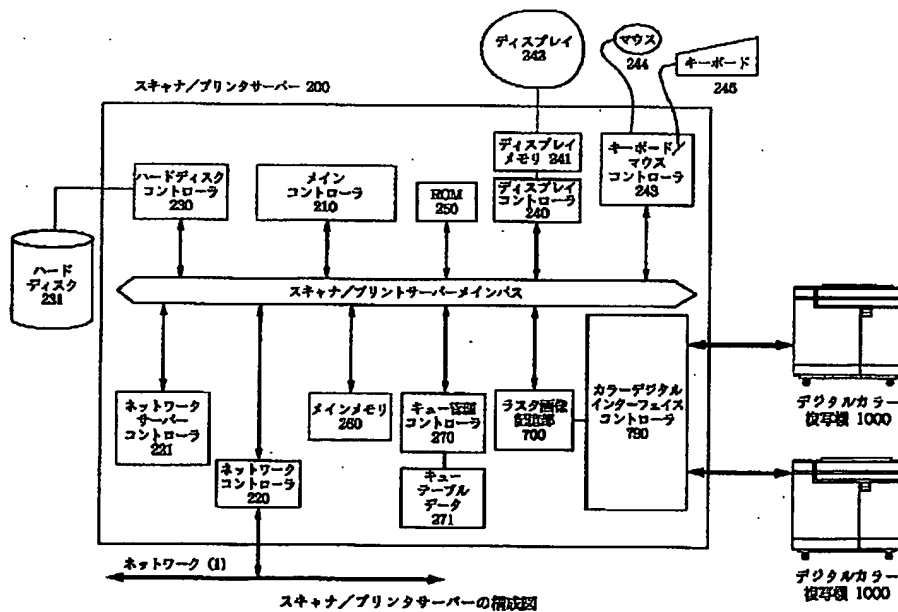 ディスプレイ
242
マウス
244
キーボード
245
スキャナ／プリンタサーバー 200
ハードディスク
コントローラ
230
メイン
コントローラ
210
ROM
250
ディスプレイ
メモリ 241
ディスプレイ
コントローラ
240
キーボード／
マウス
コントローラ
243
ハード
ディスク
231
スキャナ／プリントサーバーメインバス
ネットワーク
サーバー
コントローラ
221
ネットワーク
コントローラ
220
メインメモリ
260
キュー管理
コントローラ
270
キュー
テーブル
データ
271
ラスタ画像
記憶部
700
カラーデジタル
インターフェイス
コントローラ
790
デジタルカラー
複写機 1000
デジタルカラー
複写機 1000
ネットワーク (1)
スキャナ／プリンタサーバーの構成図